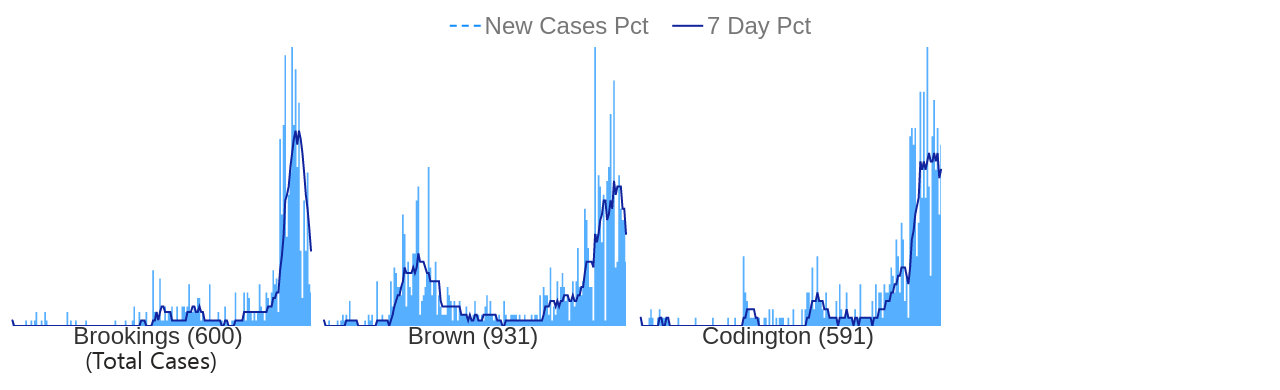 New Cases Pct 7 Day Pct
Brookings (600) Brown (931) Codington (591)
(Total Cases)